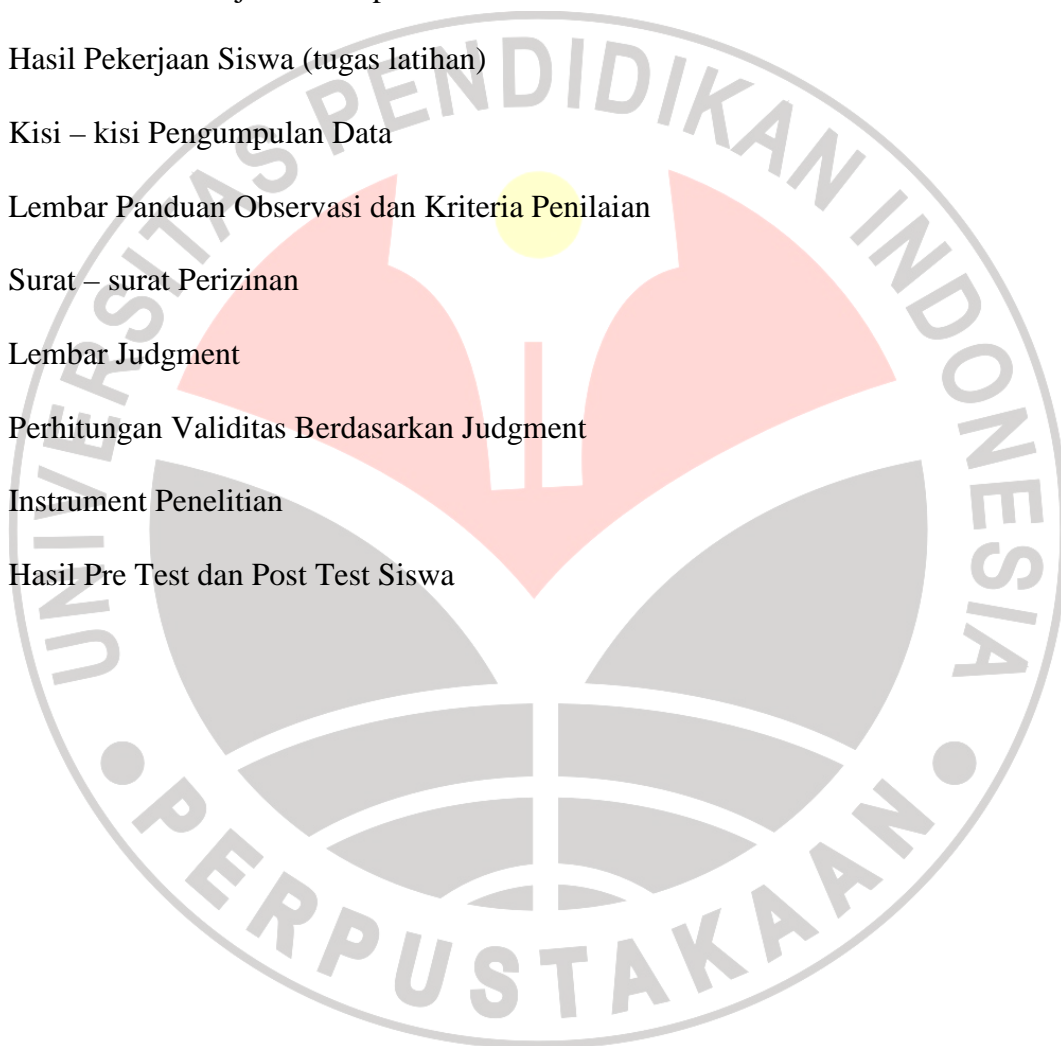 Hasil Pekerjaan Siswa (tugas latihan)
Kisi – kisi Pengumpulan Data
Lembar Panduan Observasi dan Kriteria Penilaian
Surat – surat Perizinan
Lembar Judgment
Perhitungan Validitas Berdasarkan Judgment
Instrument Penelitian
Hasil Pre Test dan Post Test Siswa
UNIVERSITAS PENDIDIKAN INDONESIA
PERPUSTAKAAN